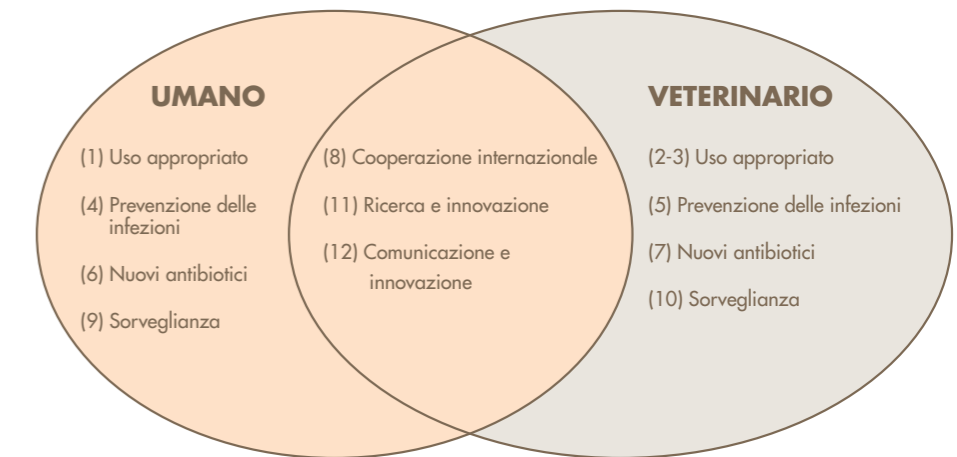 UMANO
(1) Uso appropriato
(4) Prevenzione delle
infezioni
(6) Nuovi antibiotici
(9) Sorveglianza
(8) Cooperazione internazionale
(11) Ricerca e innovazione
(12) Comunicazione e
innovazione
VETERINARIO
(2-3) Uso appropriato
(5) Prevenzione delle infezioni
(7) Nuovi antibiotici
(10) Sorveglianza